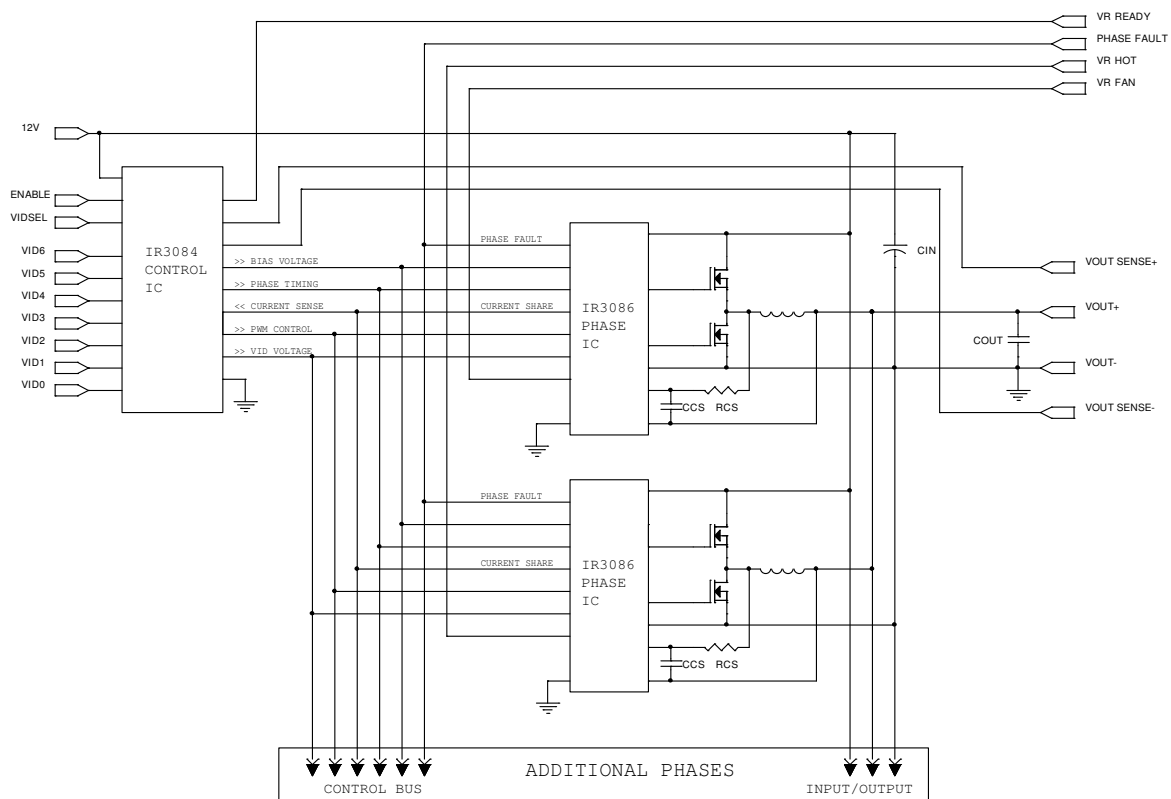 VR READY
PHASE FAULT
VR HOT
VR FAN
12V
ENABLE
VIDSEL
VID6
VID5
VID4
VID3
VID2
VID1
VID0
IR3084
CONTROL
IC
>> BIAS VOLTAGE
>> PHASE TIMING
<< CURRENT SENSE
>> PWM CONTROL
>> VID VOLTAGE
PHASE FAULT
CURRENT SHARE
IR3086
PHASE
IC
CCS
RCS
CIN
COUT
VOUT SENSE+
VOUT+
VOUT-
VOUT SENSE-
PHASE FAULT
CURRENT SHARE
IR3086
PHASE
IC
CCS
RCS
ADDITIONAL PHASES
CONTROL BUS
INPUT/OUTPUT